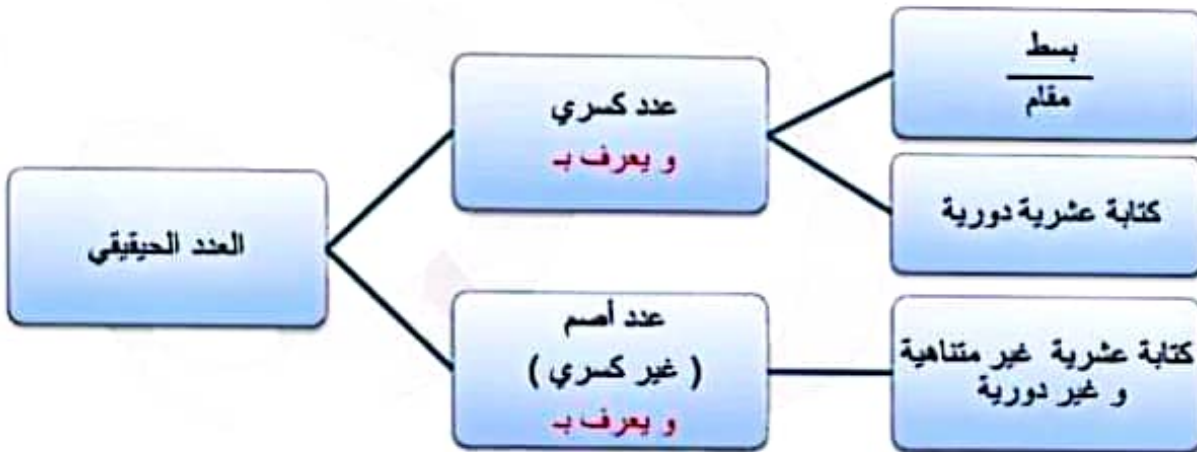 العدد الحيقيقي
عدد كسري
و يعرف بـ
بسط
مقام
كتابة عشرية دورية
عدد أصم
( غير كسري )
و يعرف بـ
كتابة عشرية غير متناهية
و غير دورية